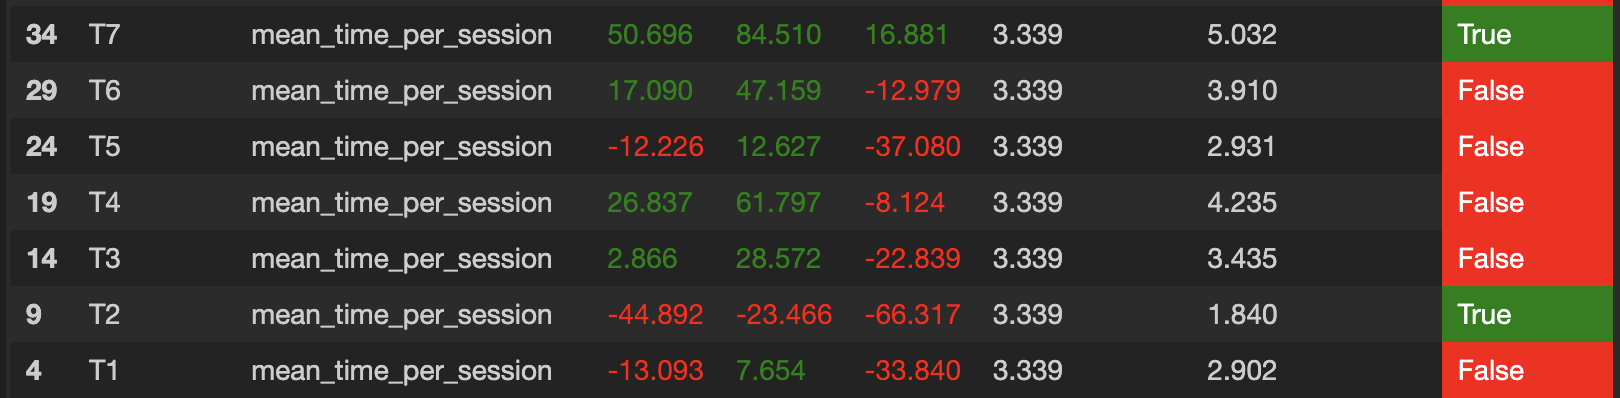 34 T7 mean_time_per_session 50.696 84.510 16.881 3.339 5.032 True
29 T6 mean_time_per_session 17.090 47.159 -12.979 3.339 3.910 False
24 T5 mean_time_per_session -12.226 12.627 -37.080 3.339 2.931 False
19 T4 mean_time_per_session 26.837 61.797 -8.124 3.339 4.235 False
14 T3 mean_time_per_session 2.866 28.572 -22.839 3.339 3.435 False
9 T2 mean_time_per_session -44.892 -23.466 -66.317 3.339 1.840 True
4 T1 mean_time_per_session -13.093 7.654 -33.840 3.339 2.902 False